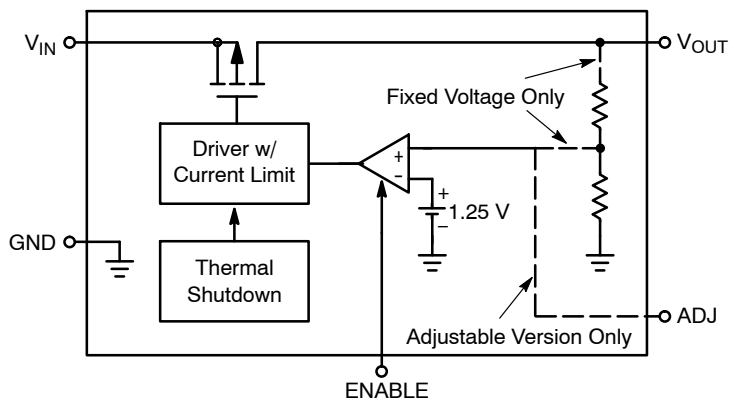 V_IN
V_OUT
Fixed Voltage Only
Driver w/
Current Limit
+
−
+
1.25 V
−
GND
Thermal
Shutdown
ADJ
Adjustable Version Only
ENABLE